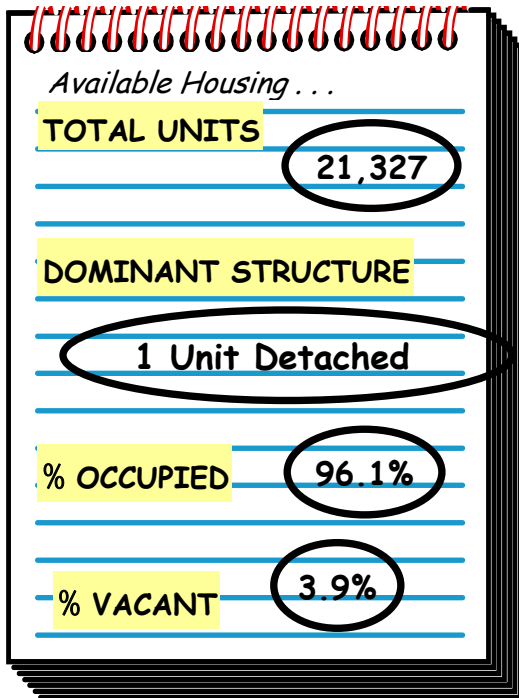 Available Housing . . .
TOTAL UNITS
21,327
DOMINANT STRUCTURE
1 Unit Detached
% OCCUPIED 96.1%
% VACANT 3.9%